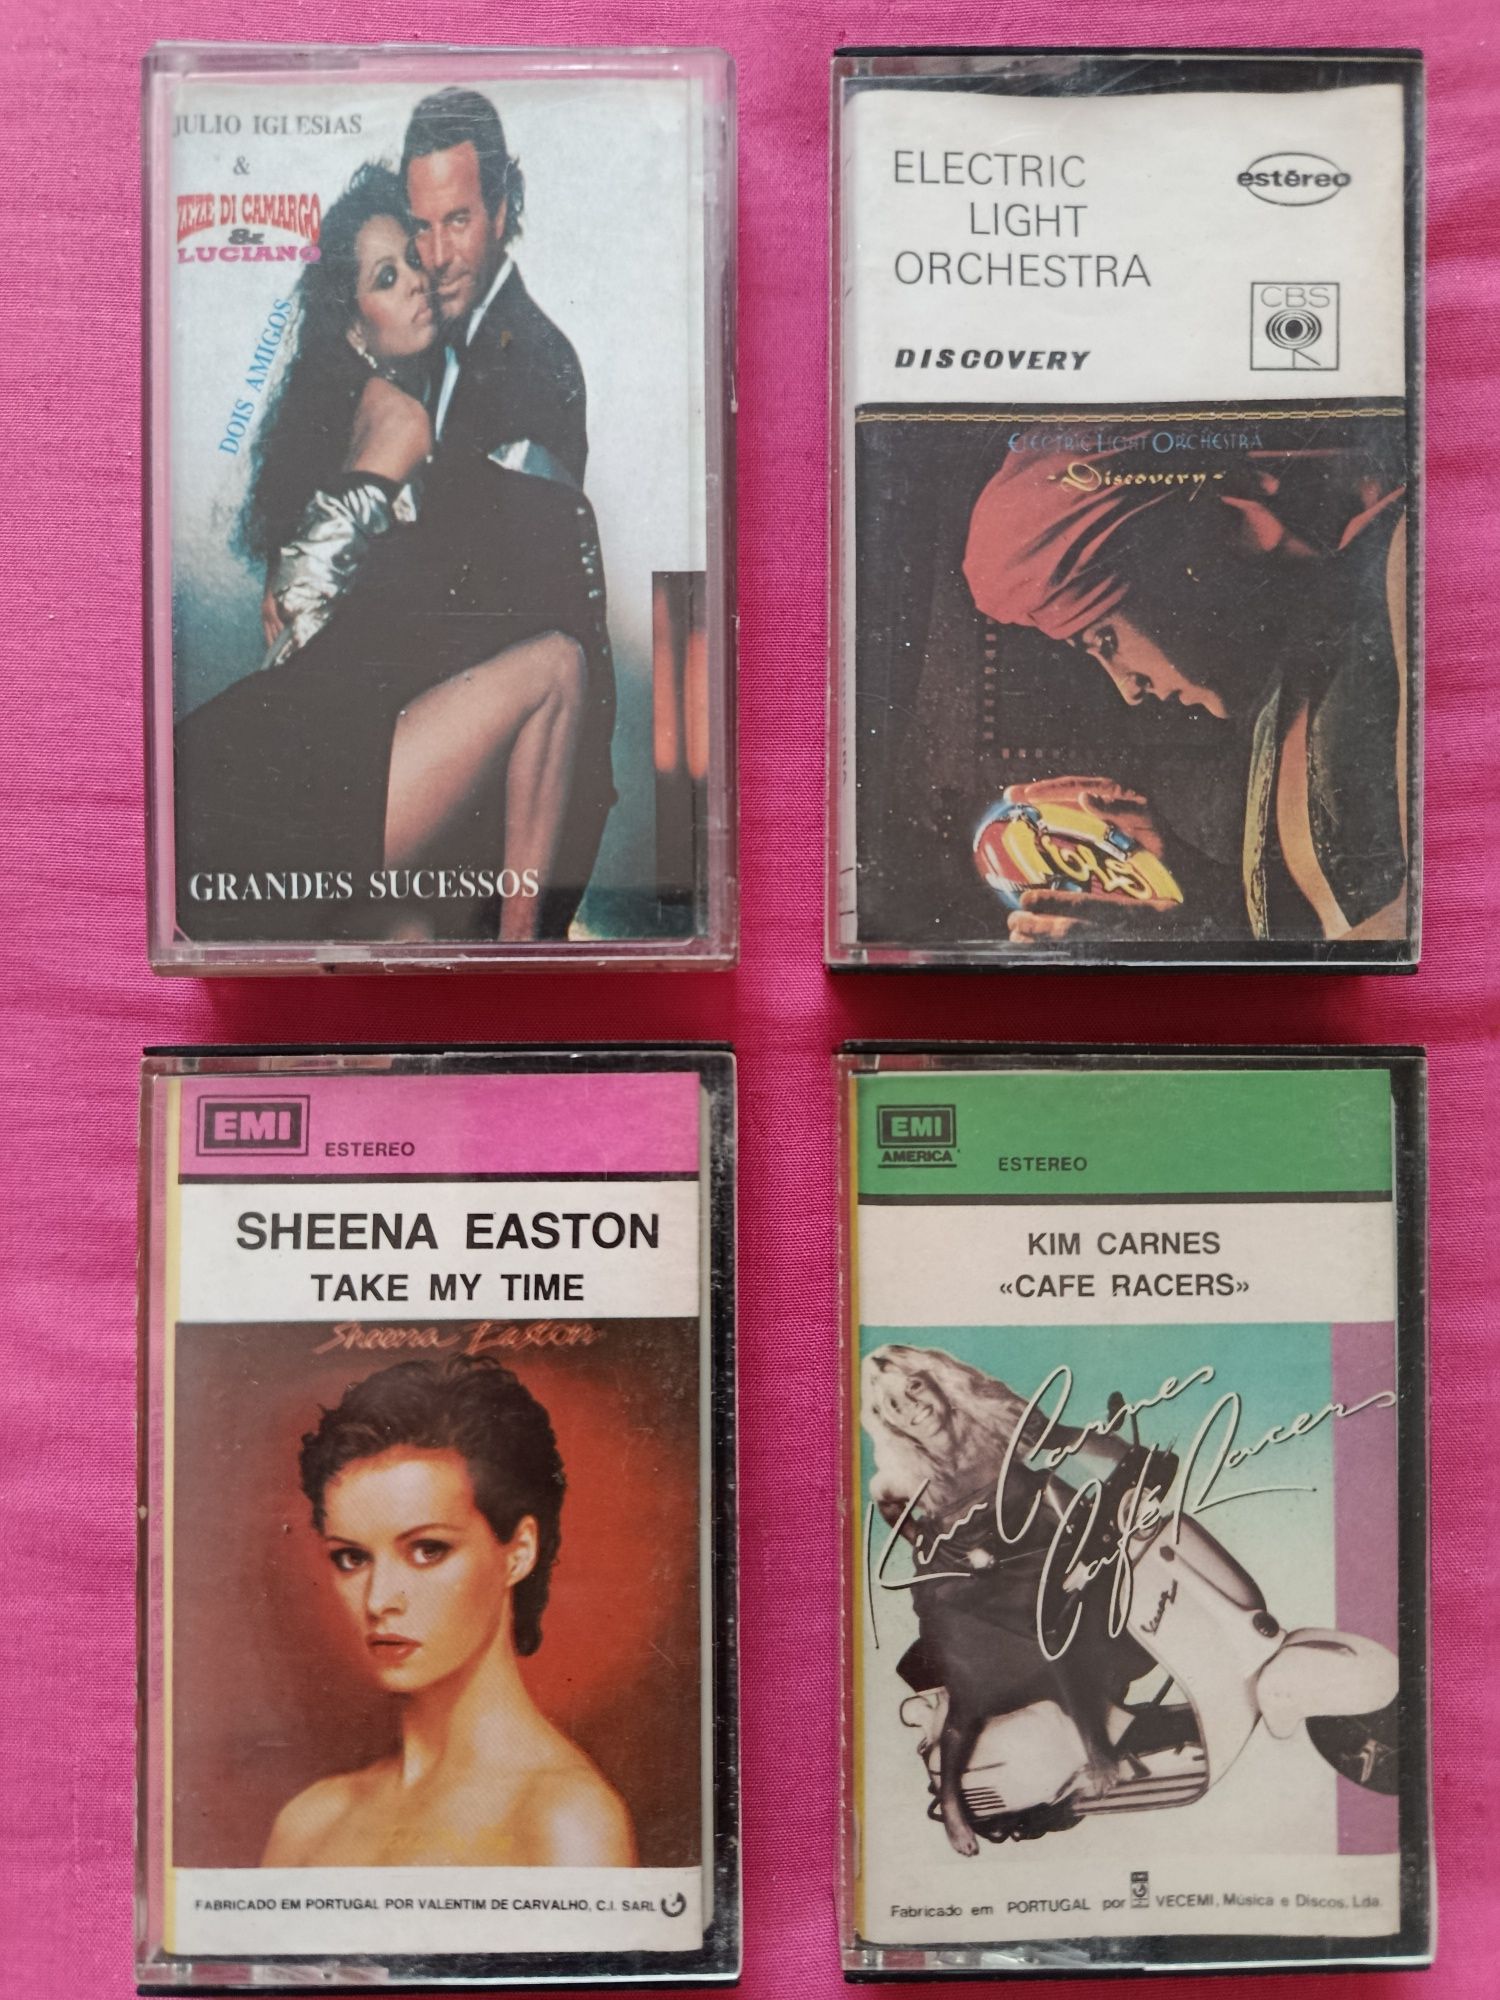 JULIO IGLESIAS
&
ZEZE DI CAMARGO
&
LUCIANO
DOIS AMIGOS
GRANDES SUCESSOS
ELECTRIC
LIGHT
ORCHESTRA
estéreo
CBS
DISCOVERY
ELECTRIC LIGHT ORCHESTRA
-Discovery-
EMI
ESTEREO
SHEENA EASTON
TAKE MY TIME
Sheena Easton
FABRICADO EM PORTUGAL POR VALENTIM DE CARVALHO, C.I. SARL
EMI
AMERICA
ESTEREO
KIM CARNES
«CAFE RACERS»
Kim Carnes
Café Racers
Fabricado em PORTUGAL por VECEMI, Música e Discos, Lda.